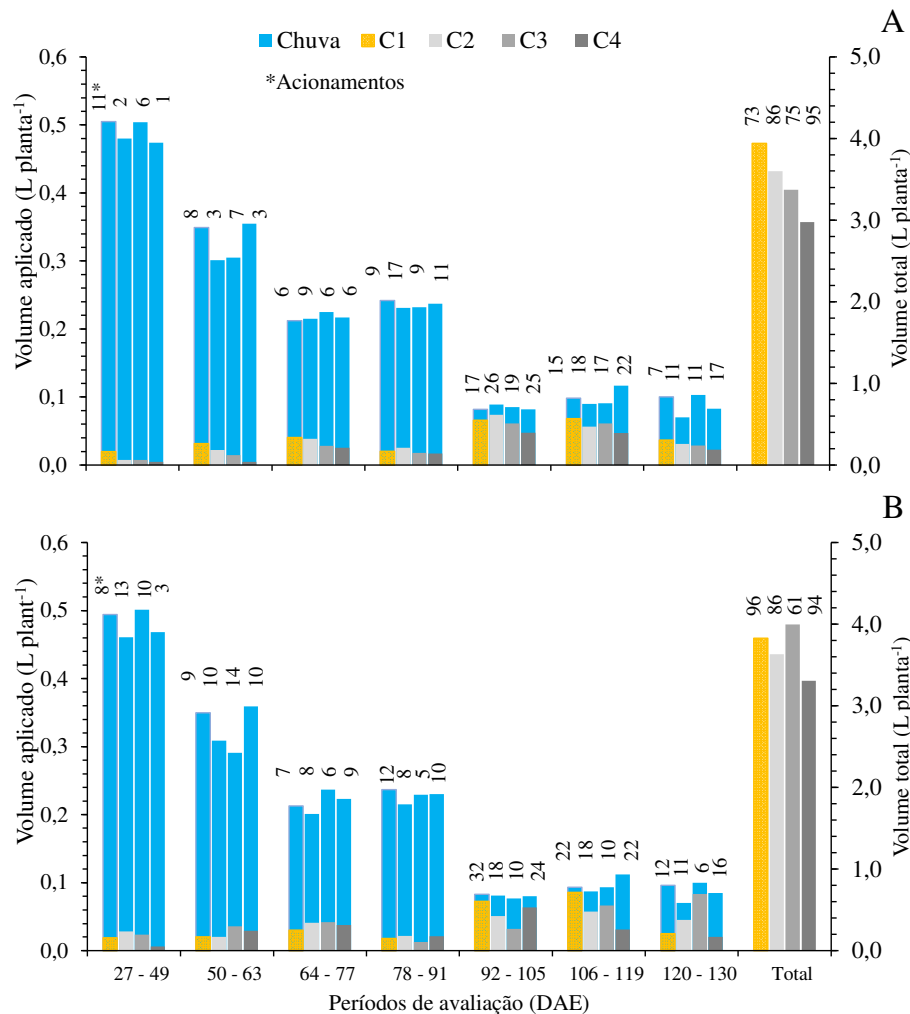 A
Chuva C1 C2 C3 C4
*Acionamentos
Volume aplicado (L planta-1)
0,6
0,5
0,4
0,3
0,2
0,1
0,0
11* 2 6 1
8 3 7 3
6 9 6 6
9 17 9 11
17 26 19 25
15 18 17 22
7 11 11 17
73 86 75 95
5,0
4,0
3,0
2,0
1,0
0,0
Volume total (L planta-1)
B
Volume aplicado (L plant-1)
0,6
0,5
0,4
0,3
0,2
0,1
0,0
8* 13 10 3
9 10 14 10
7 8 6 9
12 8 5 10
32 18 10 24
22 18 10 22
12 11 6 16
96 86 61 94
5,0
4,0
3,0
2,0
1,0
0,0
Volume total (L planta-1)
27 - 49 50 - 63 64 - 77 78 - 91 92 - 105 106 - 119 120 - 130 Total
Períodos de avaliação (DAE)